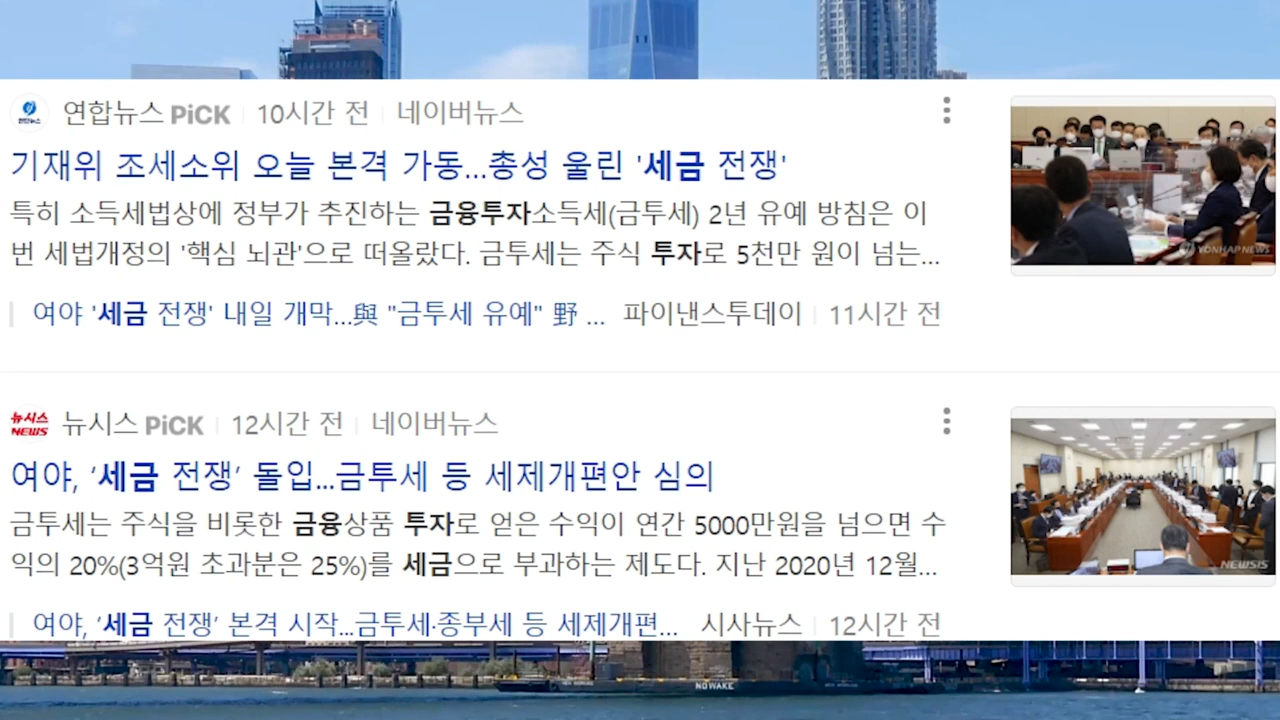 연합뉴스 PiCK 10시간 전 네이버뉴스
기재위 조세소위 오늘 본격 가동...총성 울린 '세금 전쟁'
특히 소득세법상에 정부가 추진하는 금융투자소득세(금투세) 2년 유예 방침은 이
번 세법개정의 '핵심 뇌관'으로 떠올랐다. 금투세는 주식 투자로 5천만 원이 넘는...
YONHAP NEWS
여야 '세금 전쟁' 내일 개막...與 "금투세 유예" 野 ... 파이낸스투데이 11시간 전
뉴시스 NEWS
뉴시스 PiCK 12시간 전 네이버뉴스
여야, ‘세금 전쟁’ 돌입...금투세 등 세제개편안 심의
금투세는 주식을 비롯한 금융상품 투자로 얻은 수익이 연간 5000만원을 넘으면 수
익의 20%(3억원 초과분은 25%)를 세금으로 부과하는 제도다. 지난 2020년 12월...
NEWSIS
여야, ‘세금 전쟁’ 본격 시작...금투세·종부세 등 세제개편... 시사뉴스 12시간 전
NO WAKE